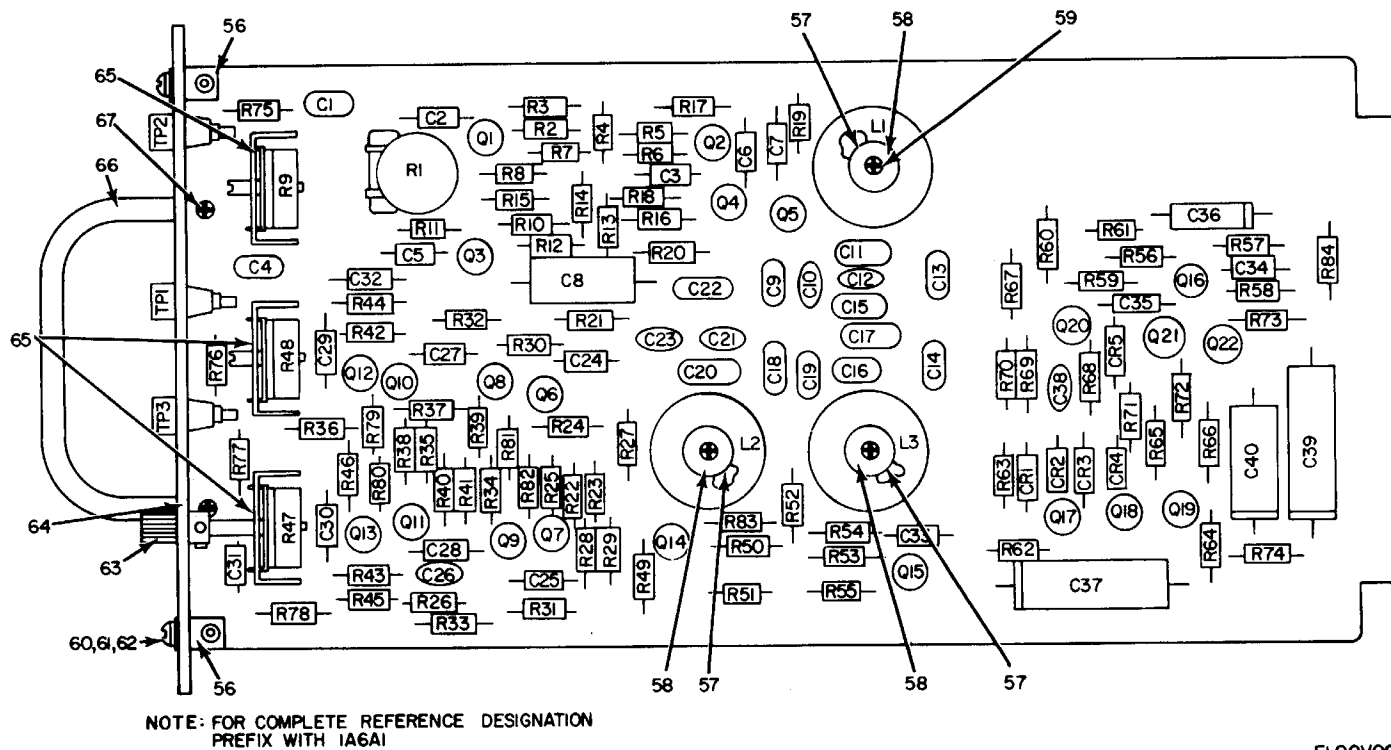 56
57
58
59
65
67
66
R75
C1
TP2
R9
C2
Q1
R1
R3
R2
R7
R8
R15
R10
R12
R4
R14
R13
R17
R5
R6
C3
R18
R16
R20
Q2
C6
C7
R19
L1
Q4
Q5
R11
C5
Q3
C4
C32
R44
R42
C8
C22
C9
C10
C11
C12
C15
C17
C16
C13
C14
TP1
65
R76
R48
C29
R32
C27
R21
R30
C24
C23
C21
C20
C18
C19
Q12
Q10
Q8
Q6
R37
R39
R24
R27
L2
L3
TP3
R36
R79
R38
R35
R81
R77
R46
R80
R40
R41
R34
R82
R25
R22
R23
R47
C30
Q13
Q11
Q9
Q7
C28
R28
R29
C31
R43
R45
C26
R26
R33
C25
R31
R78
R49
Q14
R83
R50
R51
R52
R54
R53
R55
C33
Q15
R60
R67
R61
R56
R59
C35
C36
R57
C34
R58
R84
Q16
R73
Q20
CR5
Q21
Q22
R70
R69
C38
R68
R71
R72
R65
R66
C40
C39
R63
CR1
CR2
CR3
CR4
Q17
Q18
Q19
R62
R64
R74
C37
64
63
60,61,62
56
58
57
58
57
NOTE: FOR COMPLETE REFERENCE DESIGNATION
PREFIX WITH 1A6A1